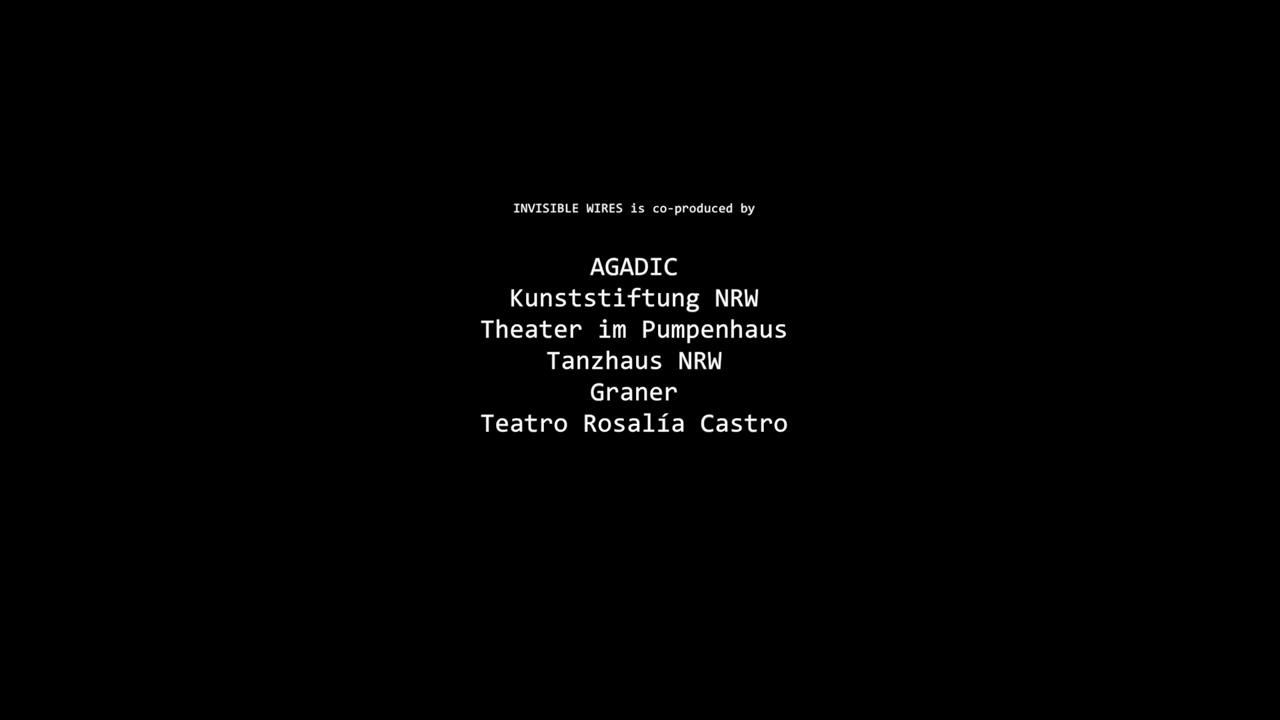 INVISIBLE WIRES is co-produced by
AGADIC
Kunststiftung NRW
Theater im Pumpenhaus
Tanzhaus NRW
Graner
Teatro Rosalía Castro